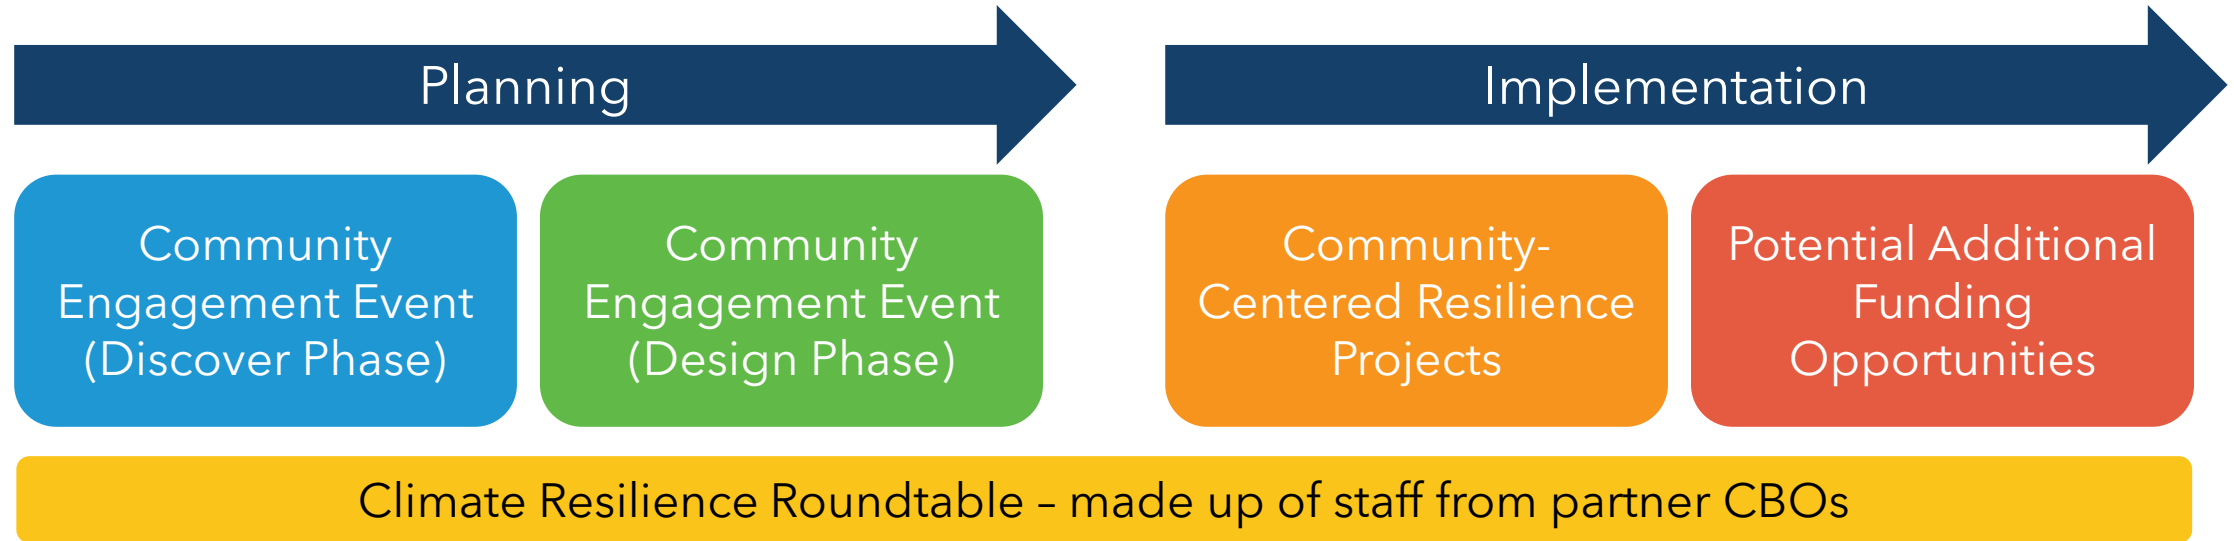 Planning
Implementation
Community
Engagement Event
(Discover Phase)
Community
Engagement Event
(Design Phase)
Community-
Centered Resilience
Projects
Potential Additional
Funding
Opportunities
Climate Resilience Roundtable – made up of staff from partner CBOs